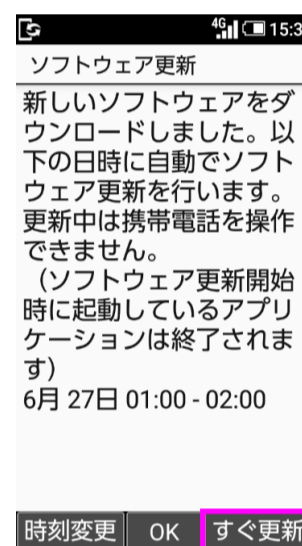 4G 15:3
ソフトウェア更新
新しいソフトウェアをダ
ウンロードしました。以
下の日時に自動でソフト
ウェア更新を行います。
更新中は携帯電話を操作
できません。
（ソフトウェア更新開始
時に起動しているアプリ
ケーションは終了されま
す)
6月 27日 01:00 - 02:00
時刻変更 OK すぐ更新